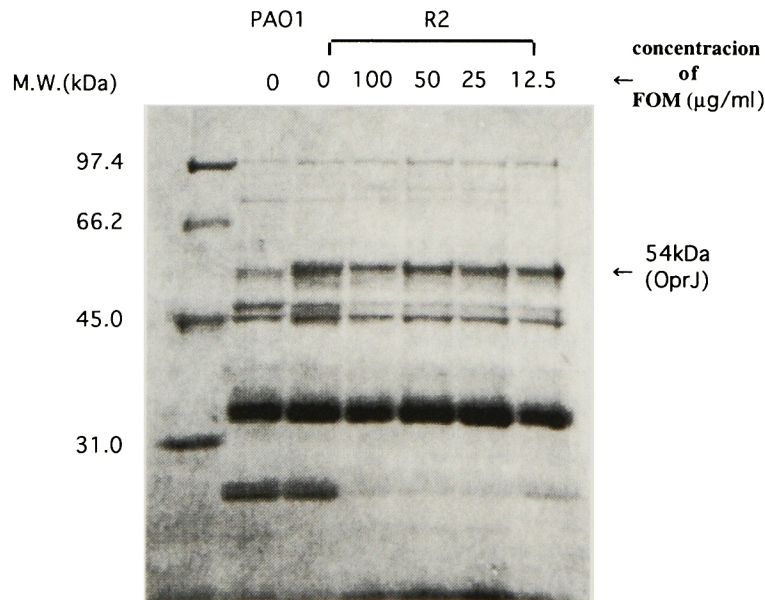 PAO1 R2
M.W.(kDa) 0 0 100 50 25 12.5 ← concentracion
of
FOM (μg/ml)
97.4
66.2
54kDa
← (OprJ)
45.0
31.0